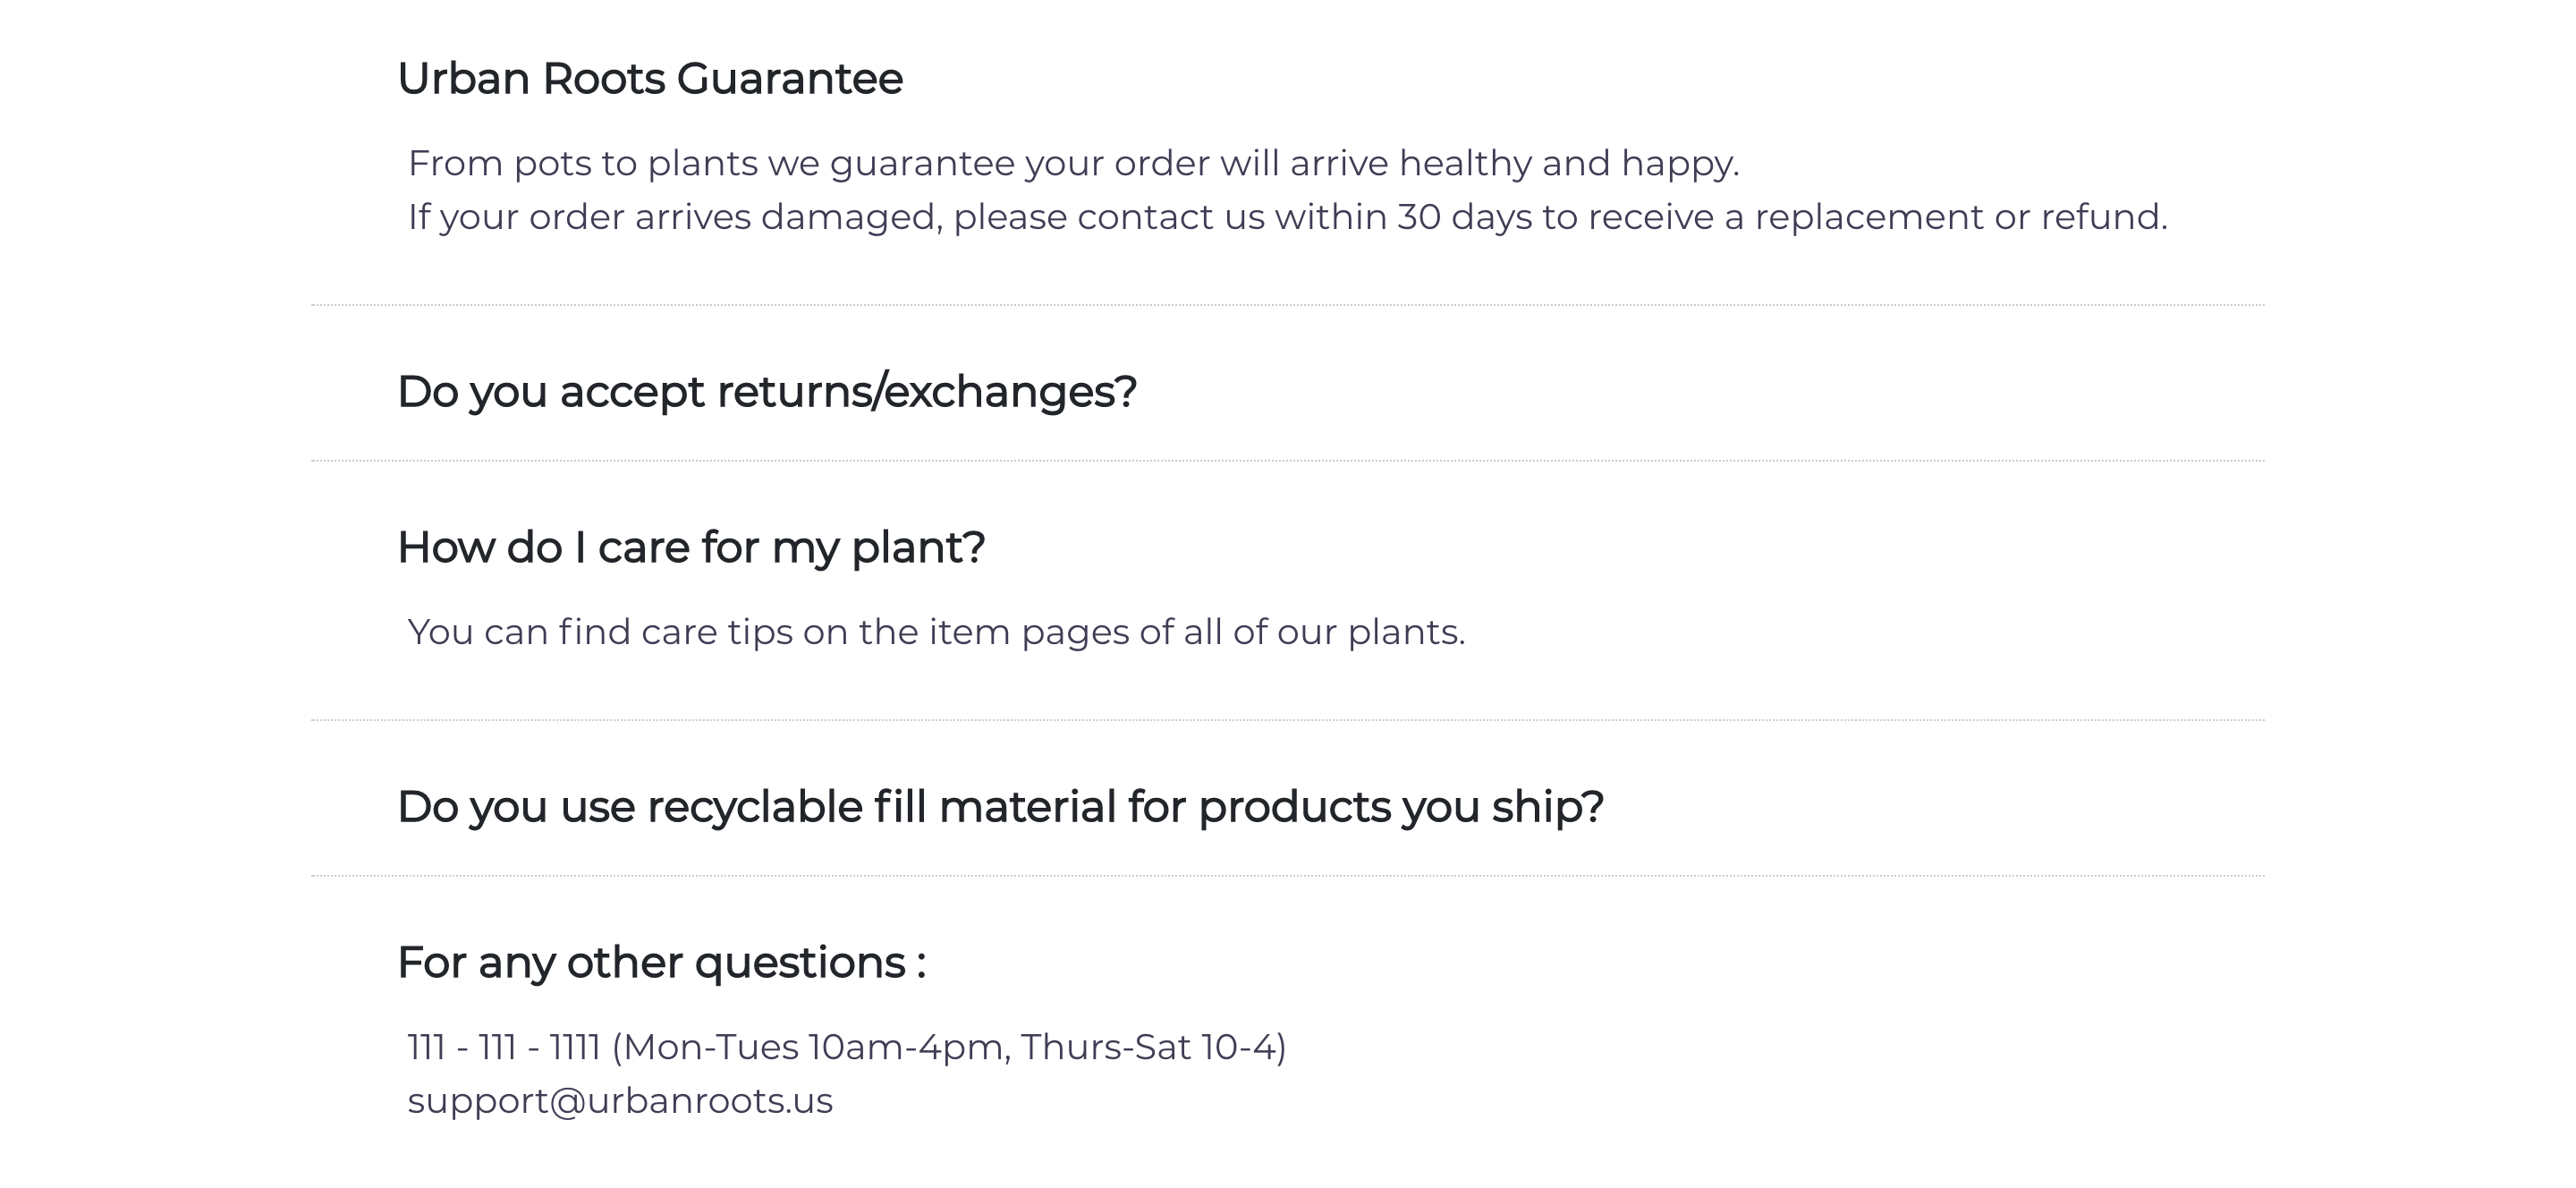 Urban Roots Guarantee
From pots to plants we guarantee your order will arrive healthy and happy.
If your order arrives damaged, please contact us within 30 days to receive a replacement or refund.
Do you accept returns/exchanges?
How do I care for my plant?
You can find care tips on the item pages of all of our plants.
Do you use recyclable fill material for products you ship?
For any other questions :
111 - 111 - 1111 (Mon-Tues 10am-4pm, Thurs-Sat 10-4)
support@urbanroots.us